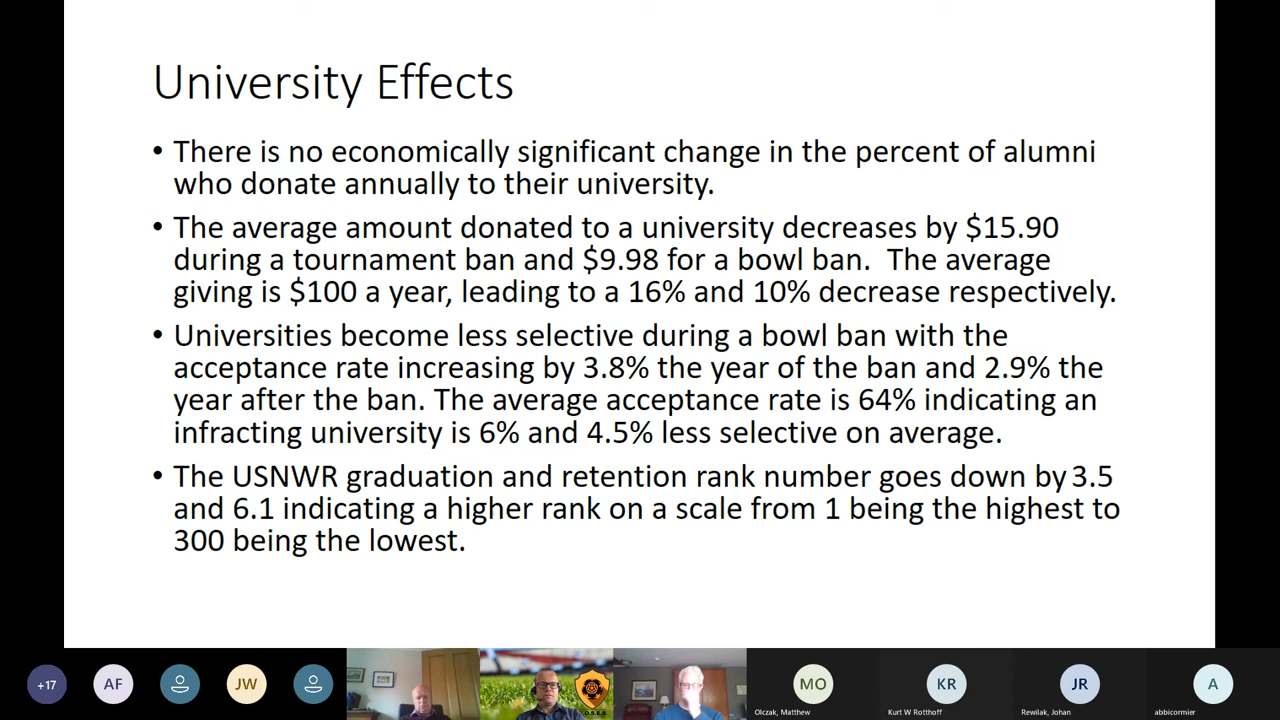 University Effects
• There is no economically significant change in the percent of alumni
who donate annually to their university.
• The average amount donated to a university decreases by $15.90
during a tournament ban and $9.98 for a bowl ban.  The average
giving is $100 a year, leading to a 16% and 10% decrease respectively.
• Universities become less selective during a bowl ban with the
acceptance rate increasing by 3.8% the year of the ban and 2.9% the
year after the ban. The average acceptance rate is 64% indicating an
infracting university is 6% and 4.5% less selective on average.
• The USNWR graduation and retention rank number goes down by 3.5
and 6.1 indicating a higher rank on a scale from 1 being the highest to
300 being the lowest.
+17
AF
JW
MO
KR
JR
A
Olczak, Matthew
Kurt W Rotthoff
Rewilak, Johan
abbicormier